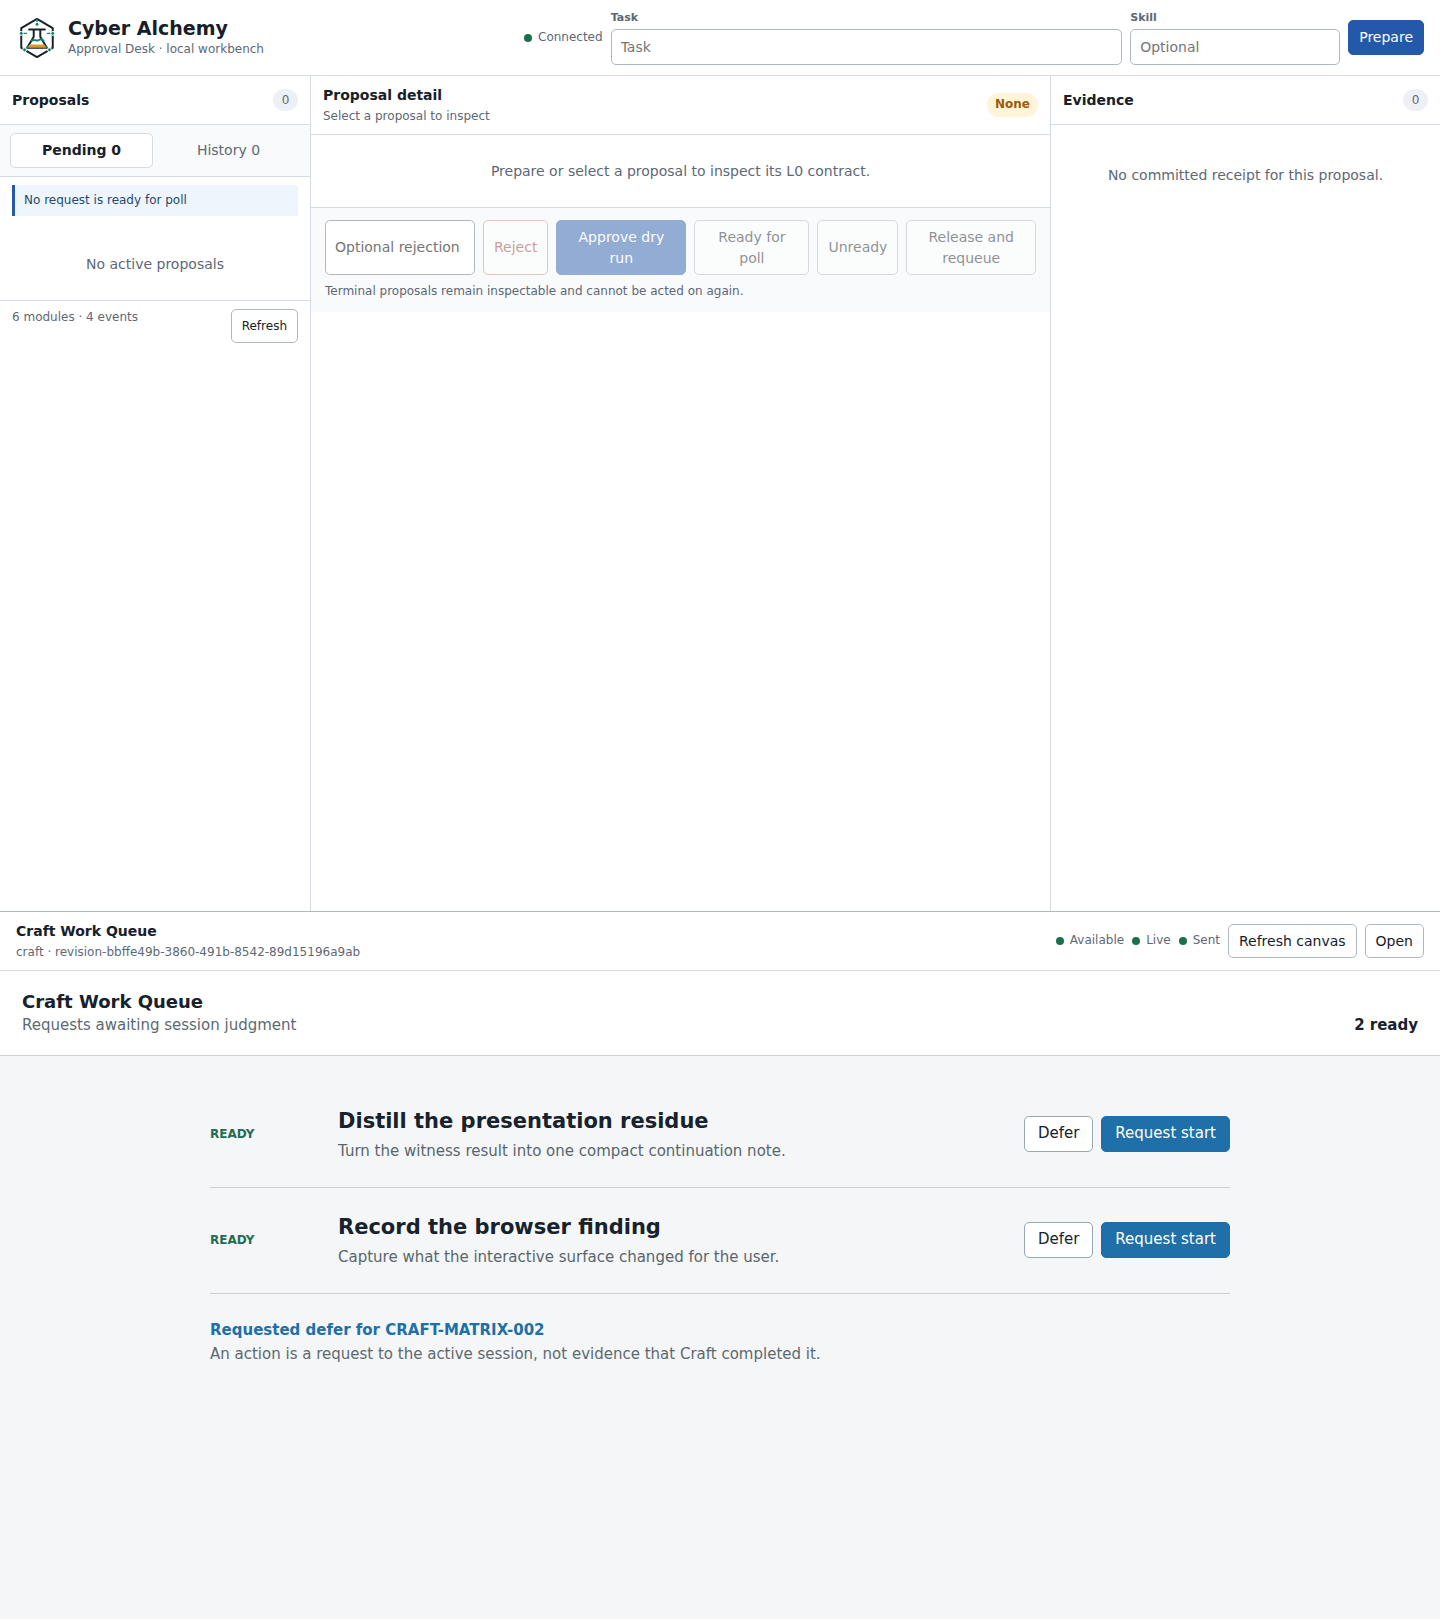 Cyber Alchemy
Approval Desk · local workbench
Connected
Task
Task
Skill
Optional
Prepare
Proposals
0
Pending 0
History 0
No request is ready for poll
No active proposals
6 modules · 4 events
Refresh
Proposal detail
Select a proposal to inspect
None
Prepare or select a proposal to inspect its L0 contract.
Optional rejection
Reject
Approve dry
run
Ready for
poll
Unready
Release and
requeue
Terminal proposals remain inspectable and cannot be acted on again.
Evidence
0
No committed receipt for this proposal.
Craft Work Queue
craft · revision-bbffe49b-3860-491b-8542-89d15196a9ab
Available
Live
Sent
Refresh canvas
Open
Craft Work Queue
Requests awaiting session judgment
2 ready
READY
Distill the presentation residue
Turn the witness result into one compact continuation note.
Defer
Request start
READY
Record the browser finding
Capture what the interactive surface changed for the user.
Defer
Request start
Requested defer for CRAFT-MATRIX-002
An action is a request to the active session, not evidence that Craft completed it.